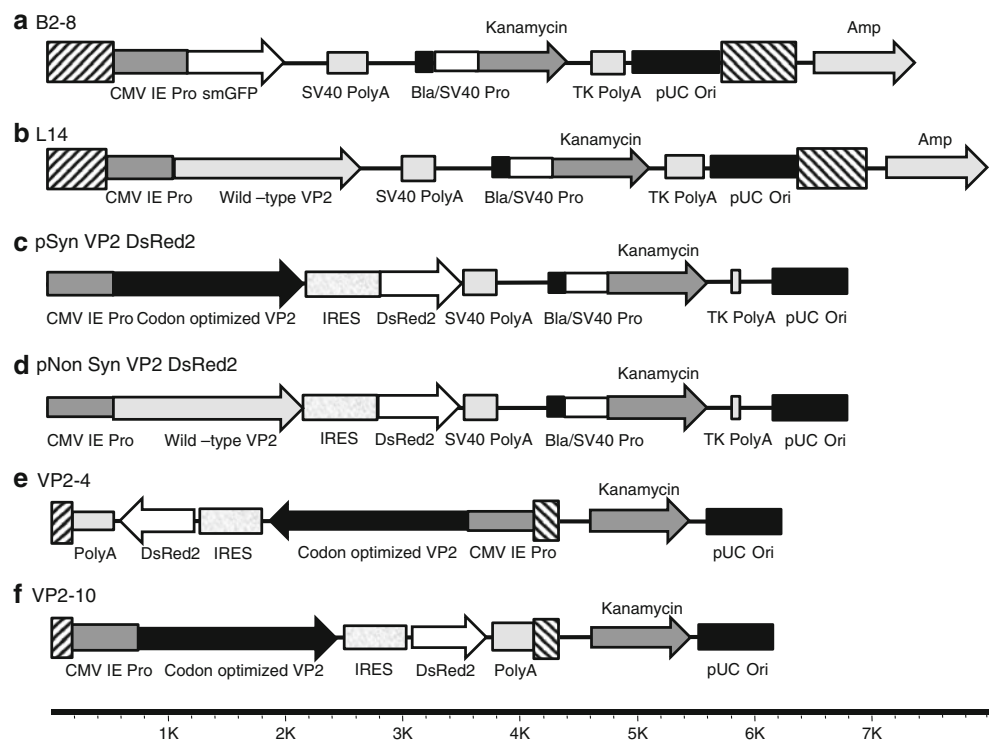 a B2-8
Kanamycin
Amp
CMV IE Pro smGFP
SV40 PolyA
Bla/SV40 Pro
TK PolyA
pUC Ori
b L14
Kanamycin
Amp
CMV IE Pro
Wild –type VP2
SV40 PolyA
Bla/SV40 Pro
TK PolyA
pUC Ori
c pSyn VP2 DsRed2
Kanamycin
CMV IE Pro
Codon optimized VP2
IRES
DsRed2
SV40 PolyA
Bla/SV40 Pro
TK PolyA
pUC Ori
d pNon Syn VP2 DsRed2
Kanamycin
CMV IE Pro
Wild –type VP2
IRES
DsRed2
SV40 PolyA
Bla/SV40 Pro
TK PolyA
pUC Ori
e VP2-4
Kanamycin
PolyA
DsRed2
IRES
Codon optimized VP2
CMV IE Pro
pUC Ori
f VP2-10
Kanamycin
CMV IE Pro
Codon optimized VP2
IRES
DsRed2
PolyA
pUC Ori
1K
2K
3K
4K
5K
6K
7K